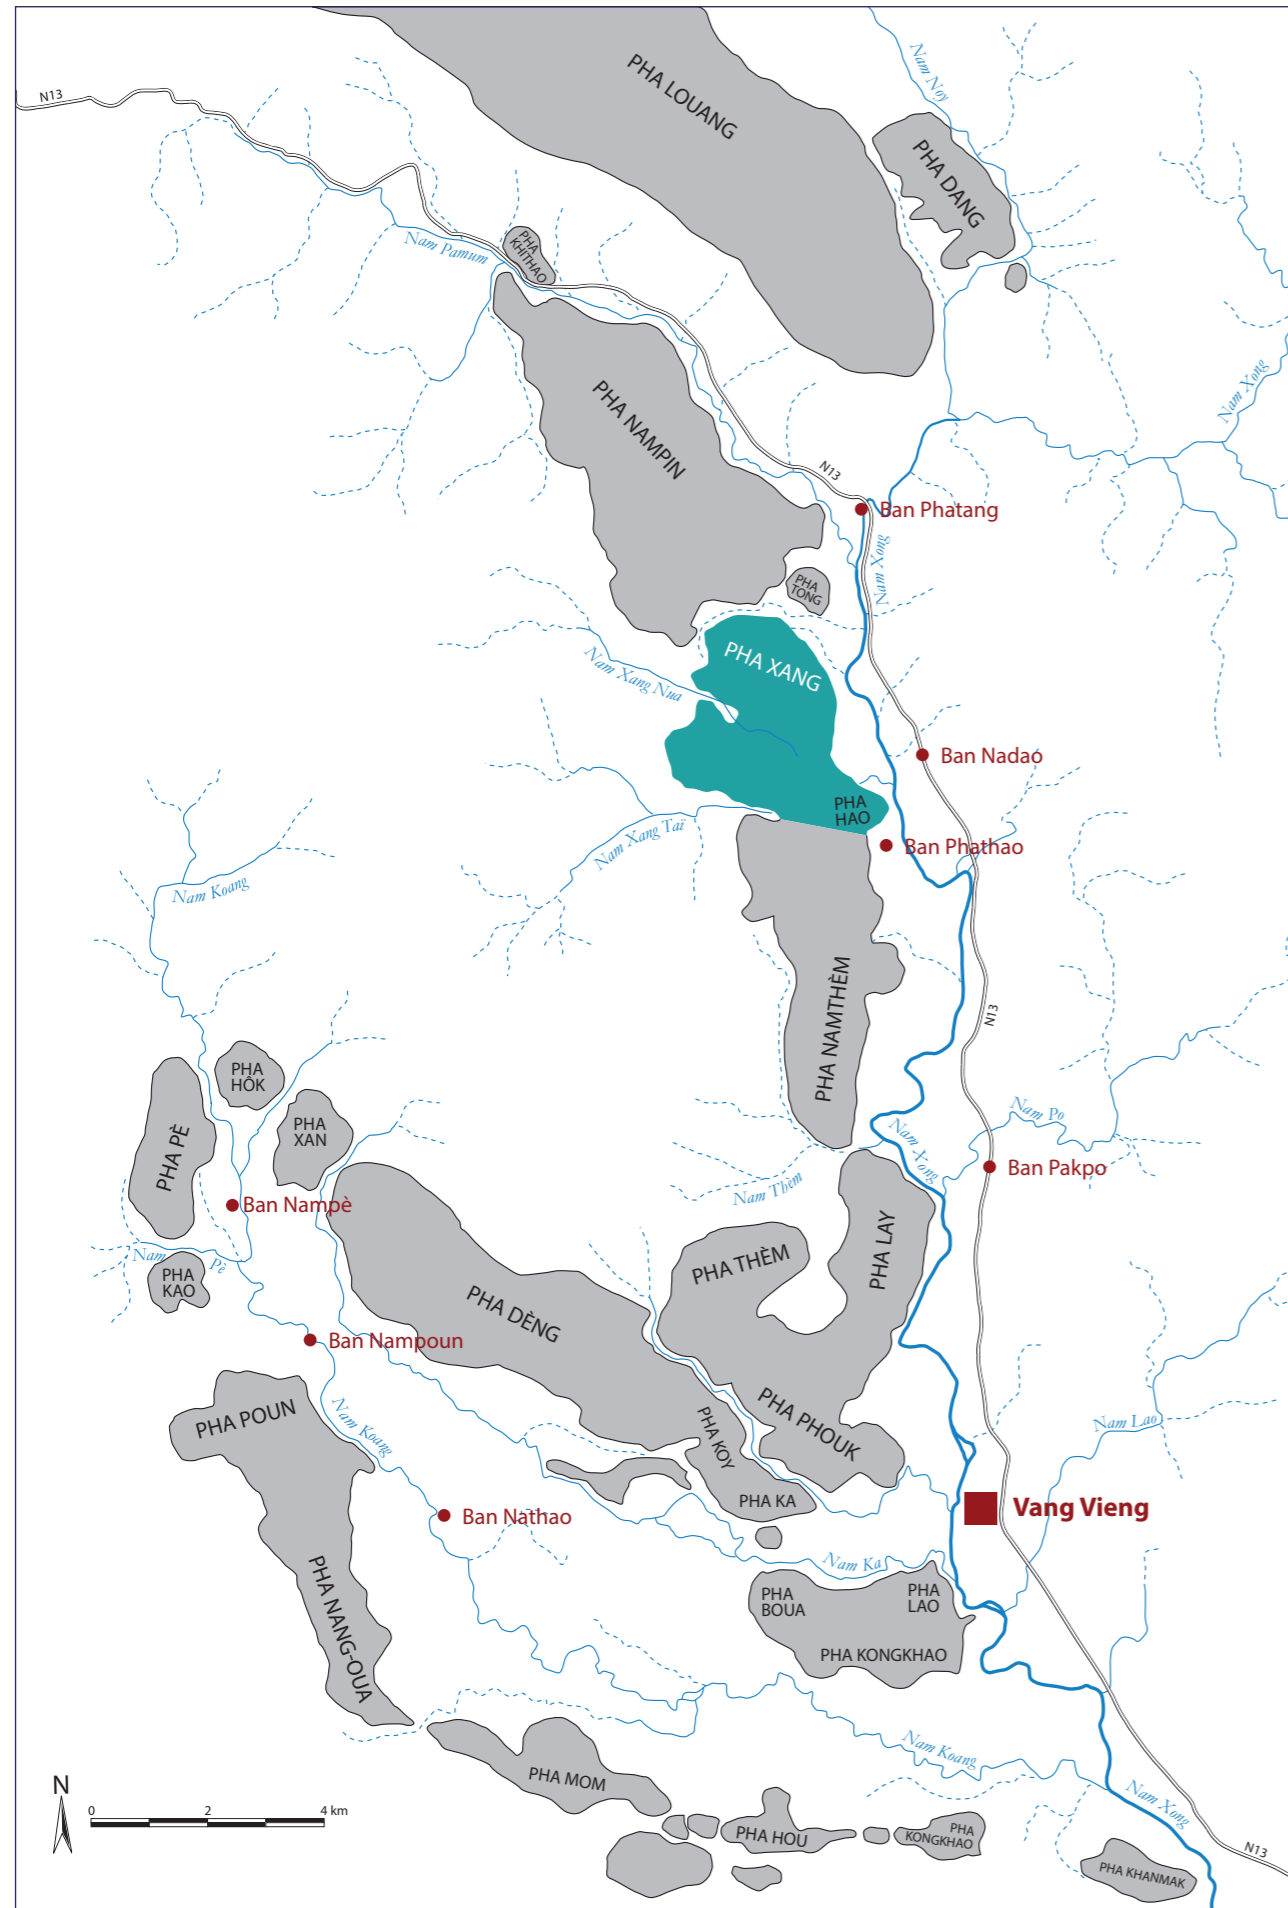 N13
PHA LOUANG
Nam Noy
PHA DANG
Nam Pamum
PHA
KHITHAO
PHA NAMPIN
Nam Xong
N13
Ban Phatang
Nam Xong
PHA
TONG
PHA XANG
Nam Xang Nua
Ban Nadao
PHA
HAO
Nam Xang Taï
Ban Phathao
Nam Koang
PHA NAMTHÈM
N13
PHA
HÔK
PHA
XAN
PHA PÈ
Nam Po
Nam Xong
Ban Pakpo
Nam Thèm
Ban Nampè
PHA LAY
PHA THÈM
Nam Pè
PHA
KAO
PHA DÈNG
Ban Nampoun
PHA POUN
Nam Koang
PHA KOY
PHA PHOUK
Nam Lao
PHA KA
Vang Vieng
Ban Nathao
Nam Ka
PHA
BOUA
PHA
LAO
PHA NANG-OUA
PHA KONGKHAO
Nam Koang
PHA MOM
N
0 2 4 km
Nam Xong
PHA HOU
PHA
KONGKHAO
N13
PHA KHANMAK